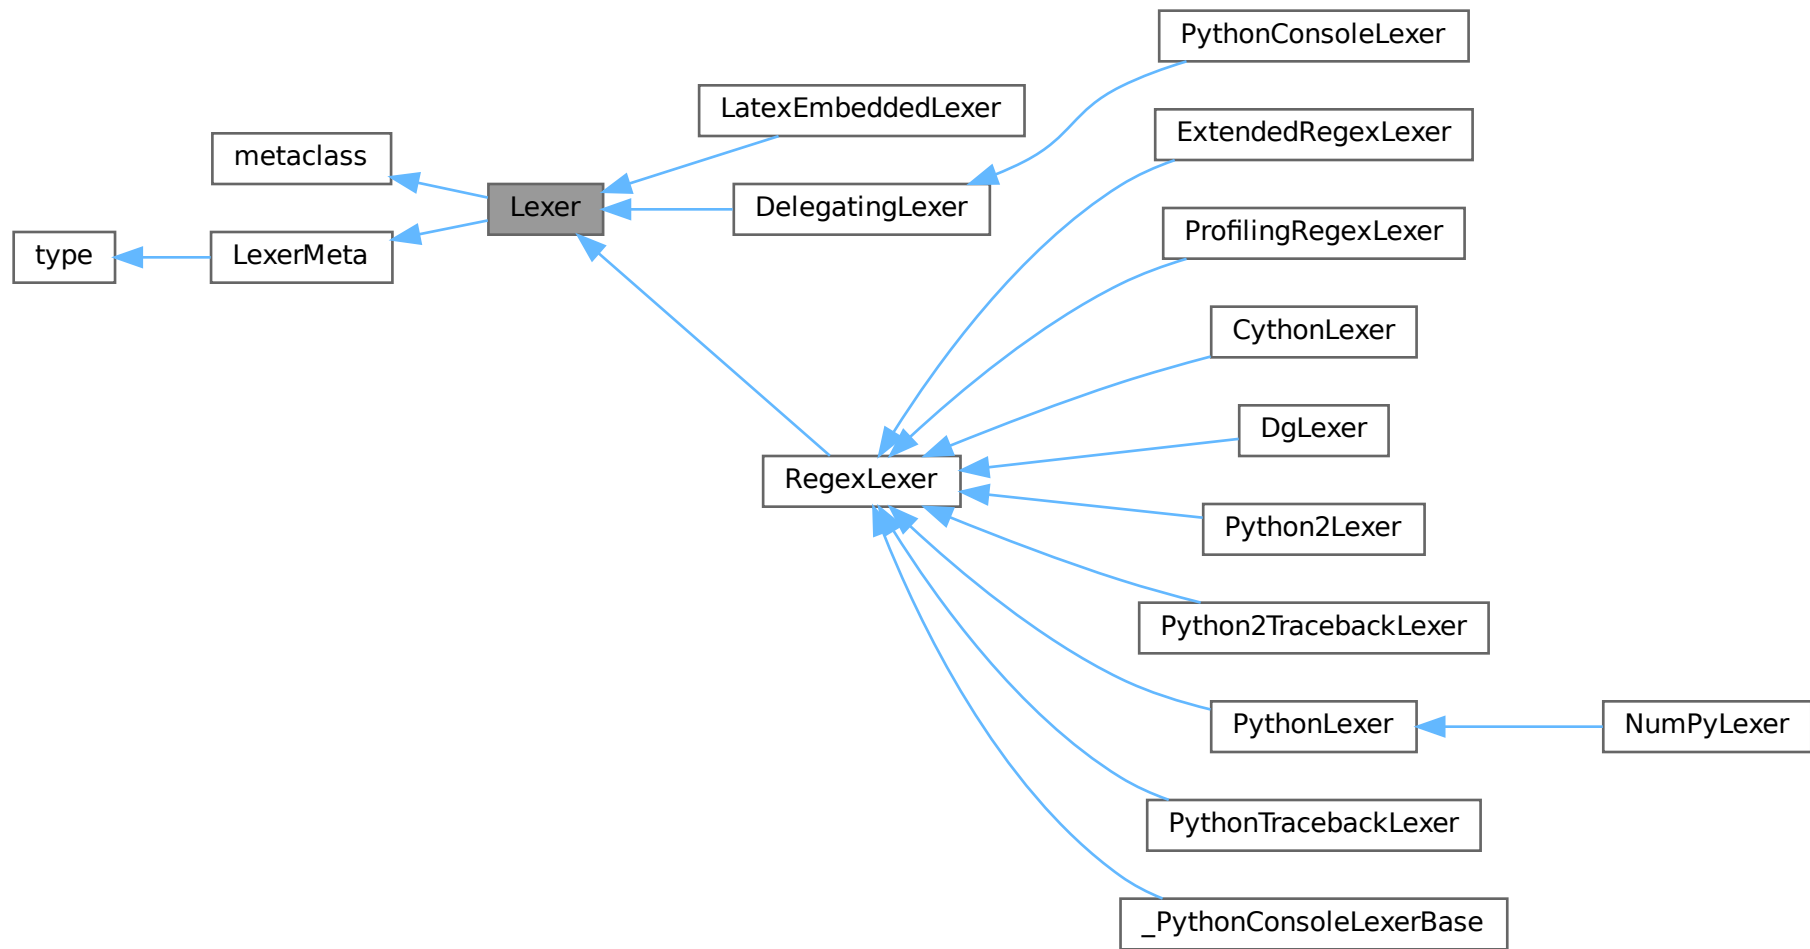 PythonConsoleLexer
LatexEmbeddedLexer
ExtendedRegexLexer
metaclass
Lexer
DelegatingLexer
ProfilingRegexLexer
type
LexerMeta
CythonLexer
DgLexer
RegexLexer
Python2Lexer
Python2TracebackLexer
PythonLexer
NumPyLexer
PythonTracebackLexer
_PythonConsoleLexerBase